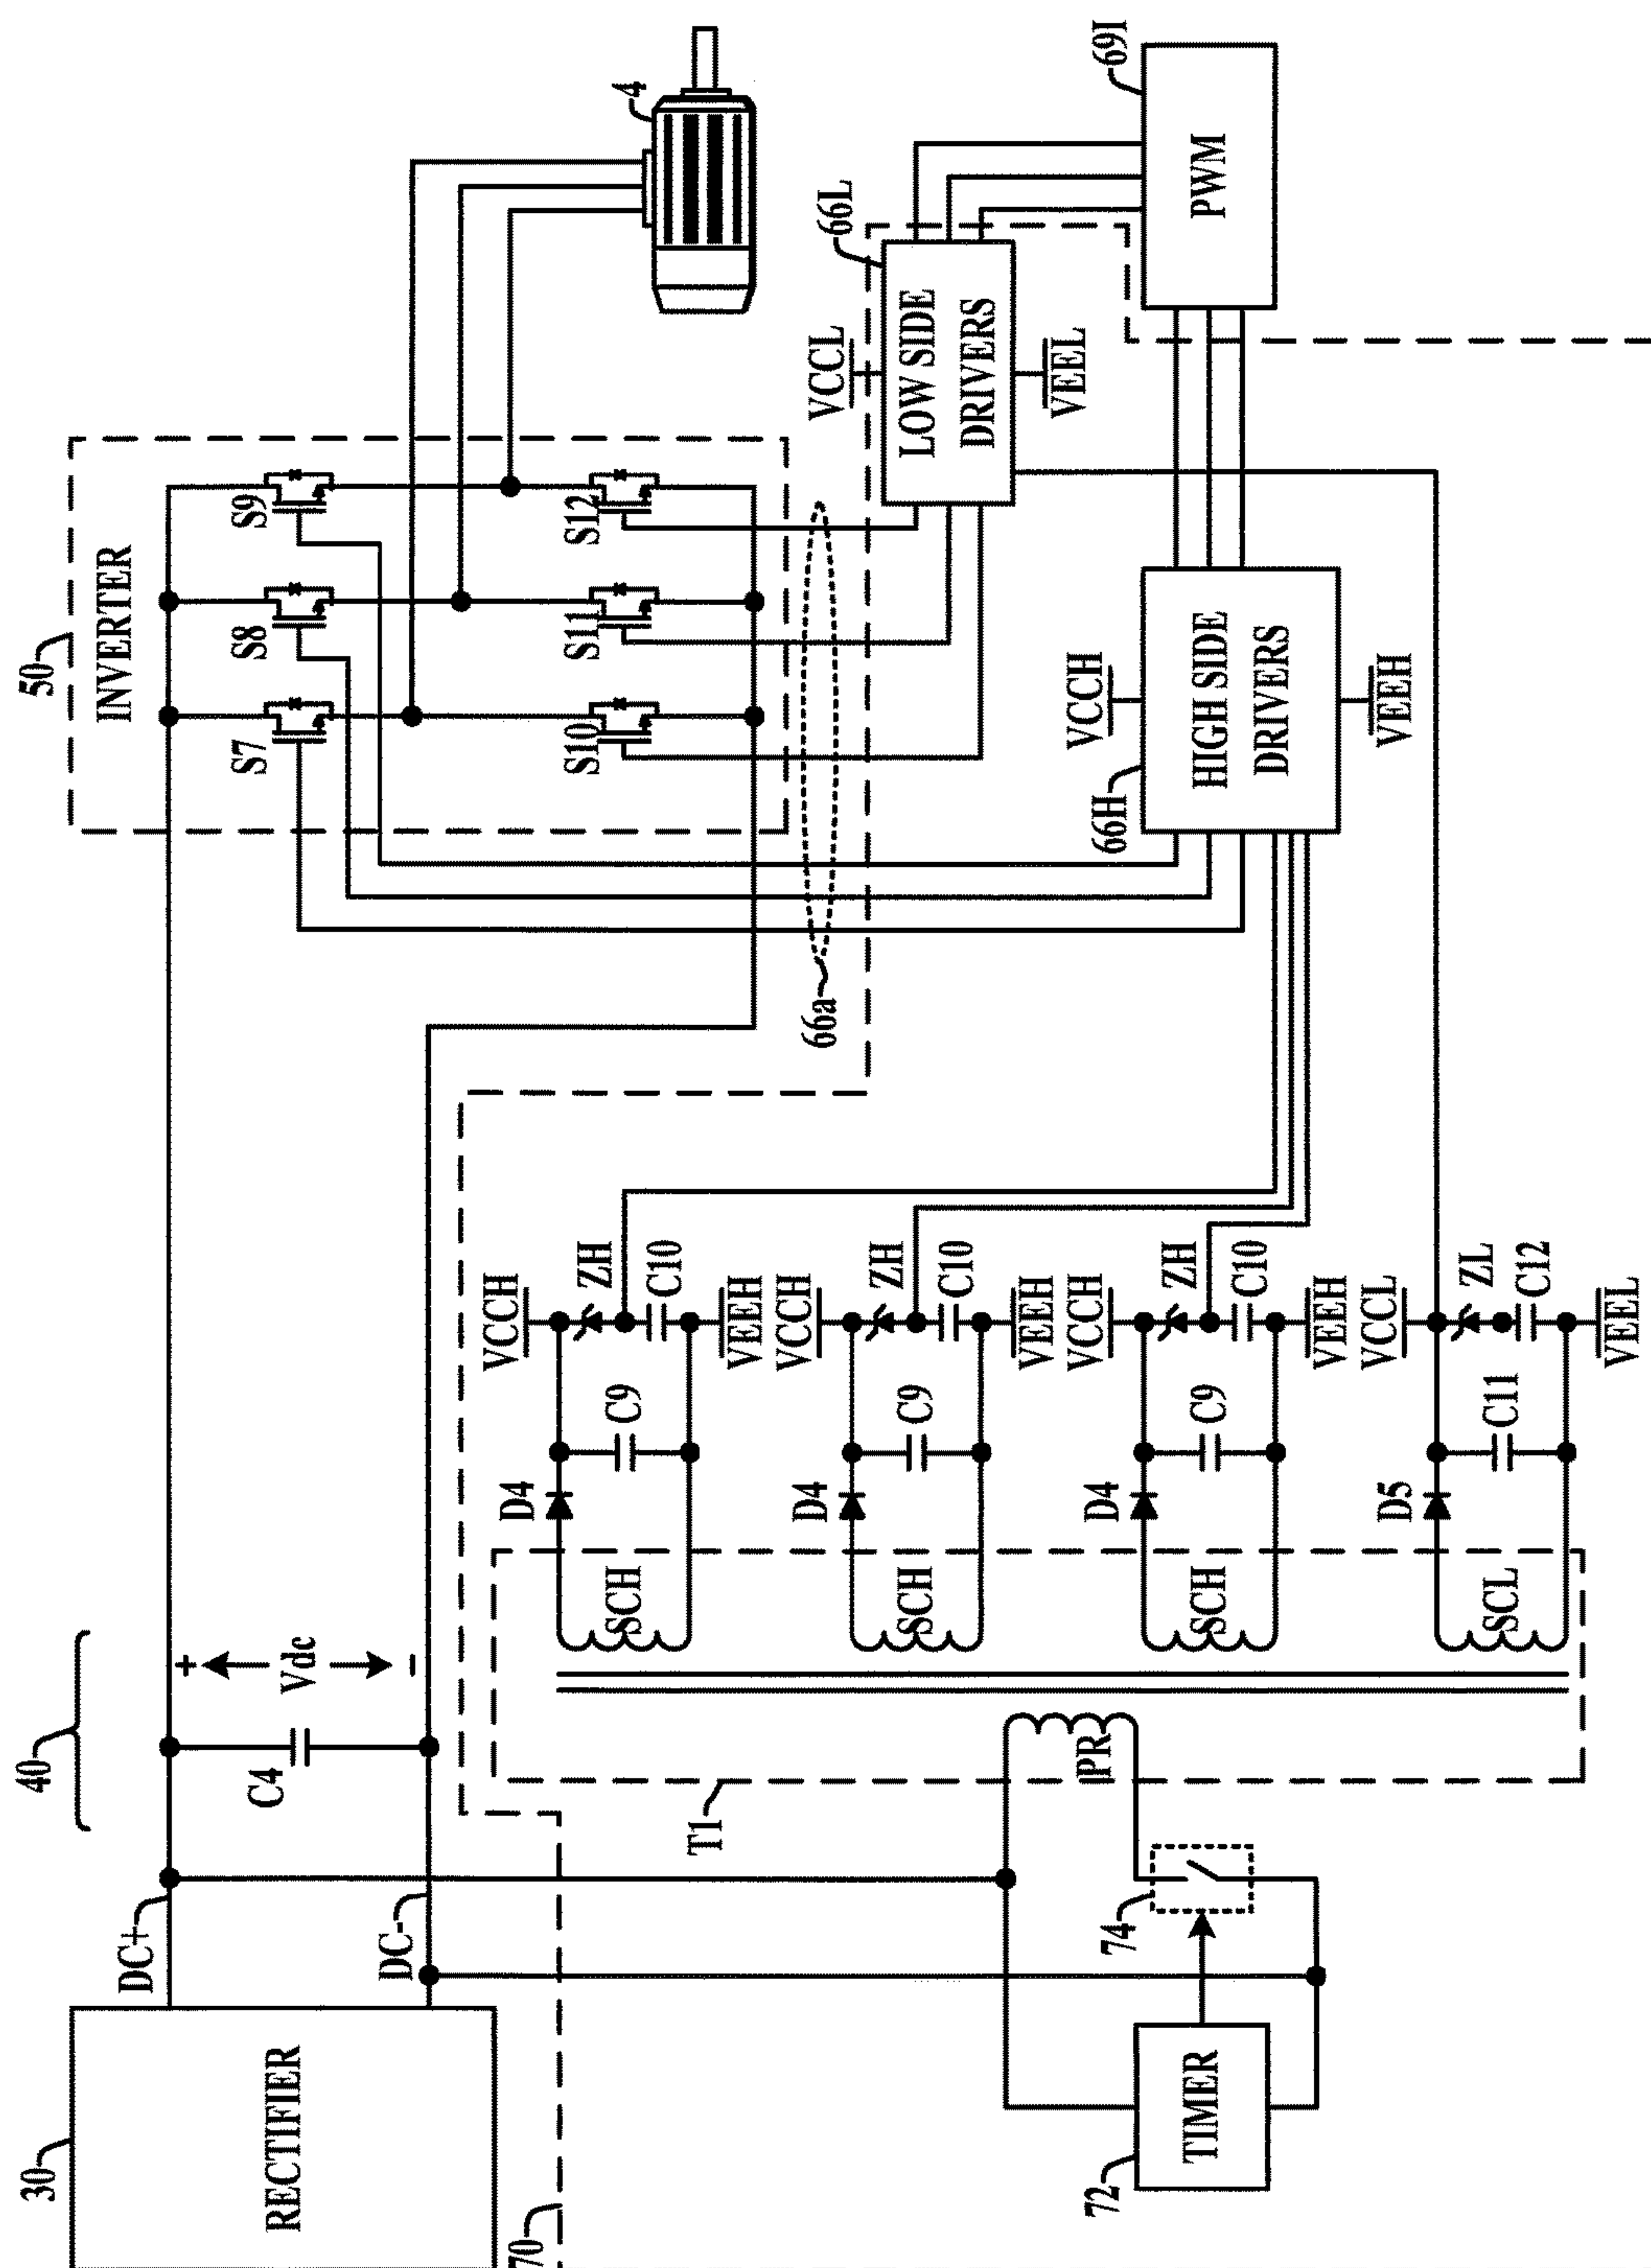 30
RECTIFIER
DC+
DC-
40
C4
+
Vdc
-
50
INVERTER
S7
S8
S9
S10
S11
S12
4
66a
70
T1
PR
74
72
TIMER
SCH
D4
C9
VCCH
ZH
C10
VEEH
SCH
D4
C9
VCCH
ZH
C10
VEEH
SCH
D4
C9
VCCH
ZH
C10
VEEH
SCL
D5
C11
VCCL
ZL
C12
VEEL
VCCL
66L
LOW SIDE
DRIVERS
VEEL
VCCH
66H
HIGH SIDE
DRIVERS
VEEH
69I
PWM